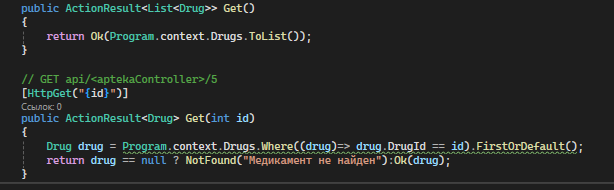 public ActionResult<List<Drug>> Get()
{
return Ok(Program.context.Drugs.ToList());
}
// GET api/<aptekaController>/5
[HttpGet("{id}")]
Ссылок: 0
public ActionResult<Drug> Get(int id)
{
Drug drug = Program.context.Drugs.Where((drug)=> drug.DrugId == id).FirstOrDefault();
return drug == null ? NotFound("Медикамент не найден"):Ok(drug);
}